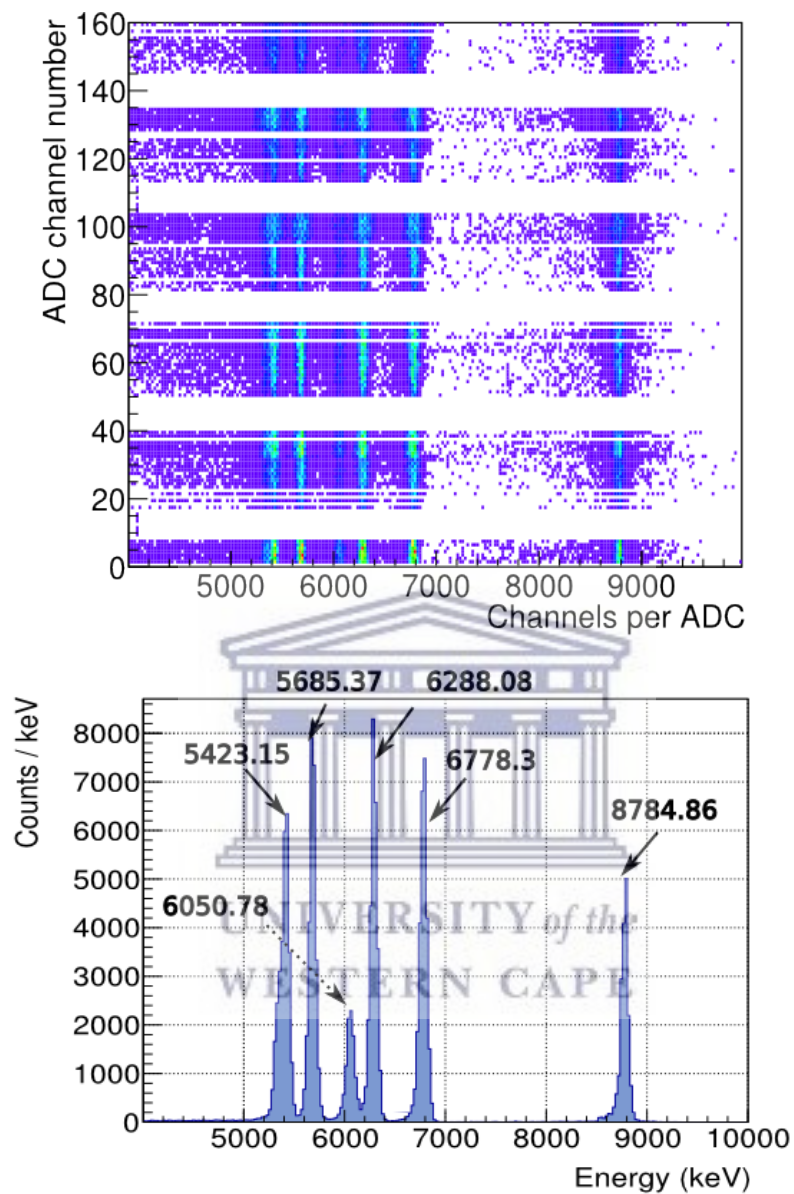 ADC channel number
160
140
120
100
80
60
40
20
0
5000 6000 7000 8000 9000
Channels per ADC
Counts / keV
8000
7000
6000
5000
4000
3000
2000
1000
0
5685.37 6288.08
5423.15
6778.3
8784.86
6050.78
UNIVERSITY of the
WESTERN CAPE
5000 6000 7000 8000 9000 10000
Energy (keV)